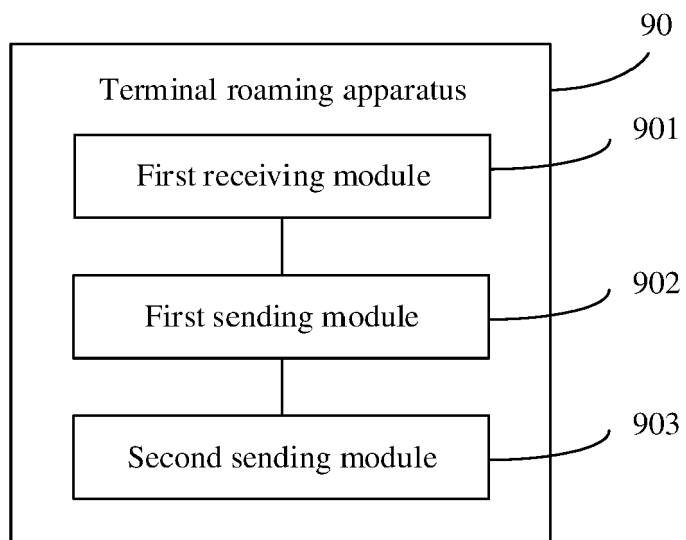 90
Terminal roaming apparatus
901
First receiving module
902
First sending module
903
Second sending module